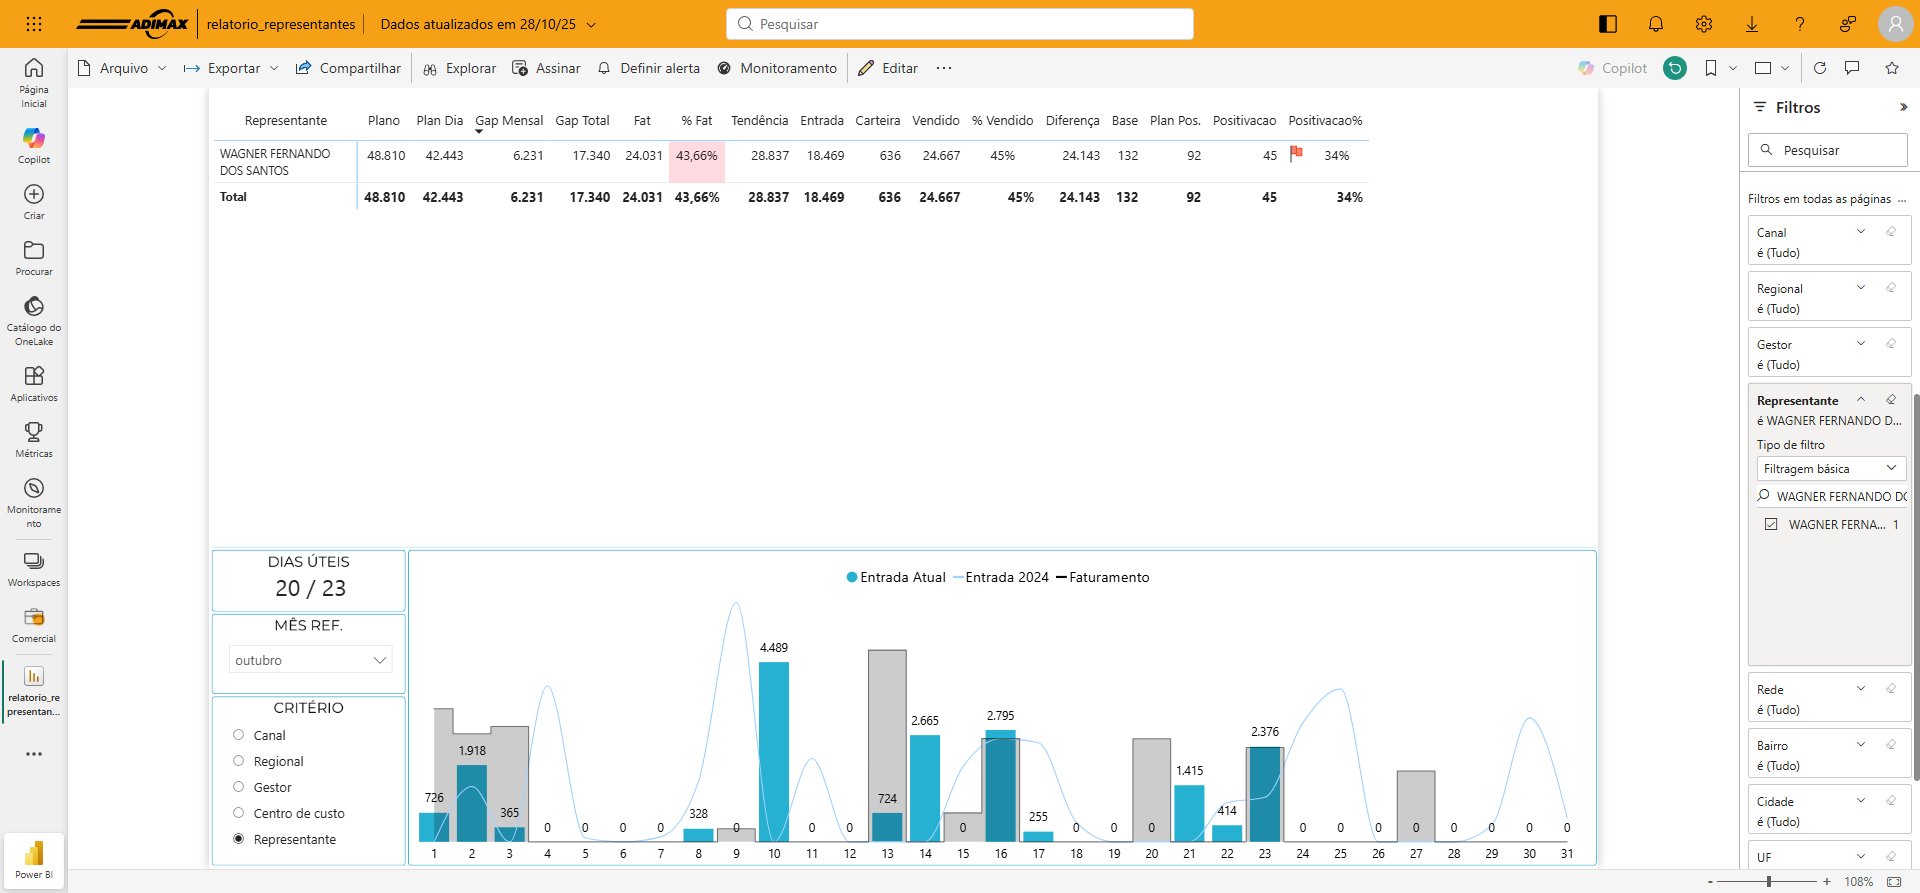 ADIMAX
relatorio_representantes
Dados atualizados em 28/10/25
Pesquisar
Arquivo
Exportar
Compartilhar
Explorar
Assinar
Definir alerta
Monitoramento
Editar
...
Copilot
Página
Inicial
Copilot
Criar
Procurar
Catálogo do
OneLake
Aplicativos
Métricas
Monitorame
nto
Workspaces
Comercial
relatorio_re
presentan...
Power BI
Representante Plano Plan Dia Gap Mensal Gap Total Fat % Fat Tendência Entrada Carteira Vendido % Vendido Diferença Base Plan Pos. Positivacao Positivacao%
WAGNER FERNANDO
DOS SANTOS
48.810 42.443 6.231 17.340 24.031 43,66% 28.837 18.469 636 24.667 45% 24.143 132 92 45 34%
Total 48.810 42.443 6.231 17.340 24.031 43,66% 28.837 18.469 636 24.667 45% 24.143 132 92 45 34%
DIAS ÚTEIS
20 / 23
MÊS REF.
outubro
CRITÉRIO
Canal
Regional
Gestor
Centro de custo
Representante
Entrada Atual Entrada 2024 Faturamento
726 1.918 365 0 0 0 0 328 0 4.489 0 0 724 2.665 0 2.795 255 0 0 0 1.415 414 2.376 0 0 0 0 0 0 0 0
1 2 3 4 5 6 7 8 9 10 11 12 13 14 15 16 17 18 19 20 21 22 23 24 25 26 27 28 29 30 31
Filtros
Pesquisar
Filtros em todas as páginas ...
Canal
é (Tudo)
Regional
é (Tudo)
Gestor
é (Tudo)
Representante
é WAGNER FERNANDO D...
Tipo de filtro
Filtragem básica
WAGNER FERNANDO DO
WAGNER FERNA... 1
Rede
é (Tudo)
Bairro
é (Tudo)
Cidade
é (Tudo)
UF
- + 108%